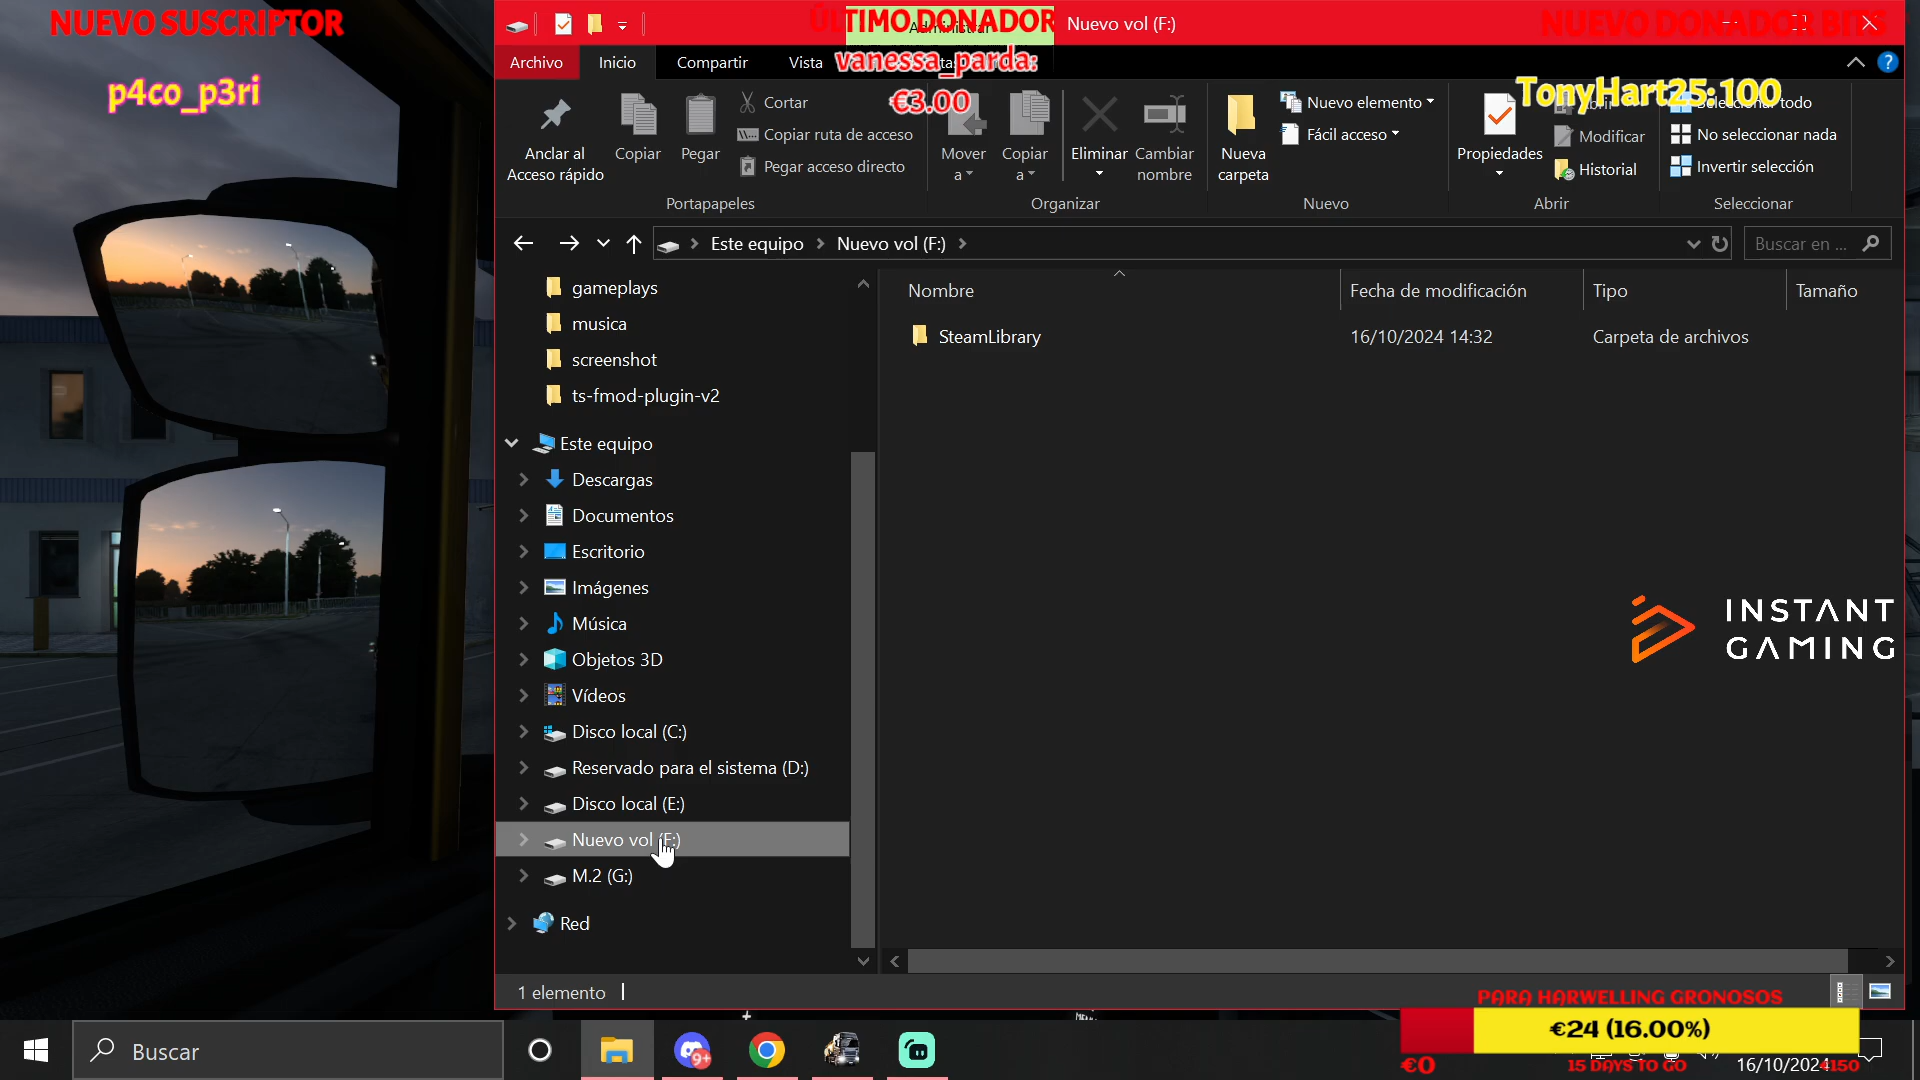 NUEVO SUSCRIPTOR
p4co_p3ri
ÚLTIMO DONADOR
vanessa_parda:
€3.00
Nuevo vol (F:)
NUEVO DONADOR BITS
TonyHart25: 100
Archivo
Inicio
Compartir
Vista
Anclar al
Acceso rápido
Copiar
Pegar
Cortar
Copiar ruta de acceso
Pegar acceso directo
Portapapeles
Mover
a
Copiar
a
Eliminar
Cambiar
nombre
Organizar
Nueva
carpeta
Nuevo elemento
Fácil acceso
Nuevo
Propiedades
Modificar
Historial
Abrir
todo
No seleccionar nada
Invertir selección
Seleccionar
Este equipo
Nuevo vol (F:)
Buscar en ...
gameplays
musica
screenshot
ts-fmod-plugin-v2
Este equipo
Descargas
Documentos
Escritorio
Imágenes
Música
Objetos 3D
Vídeos
Disco local (C:)
Reservado para el sistema (D:)
Disco local (E:)
Nuevo vol (F:)
M.2 (G:)
Red
Nombre
Fecha de modificación
Tipo
Tamaño
SteamLibrary
16/10/2024 14:32
Carpeta de archivos
INSTANT
GAMING
1 elemento
PARA HARWELLING GRONOSOS
€24 (16.00%)
€0
15 DAYS TO GO
€150
Buscar
9+
16/10/2024